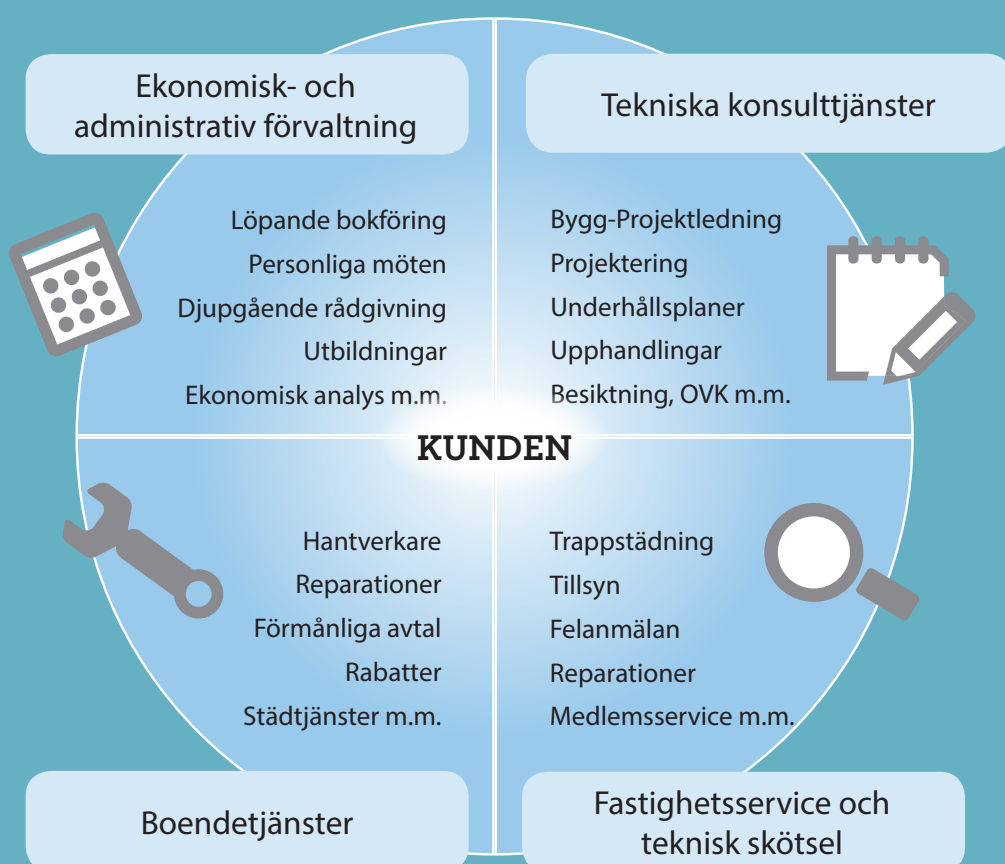 Ekonomisk- och
administrativ förvaltning
Löpande bokföring
Personliga möten
Djupgående rådgivning
Utbildningar
Ekonomisk analys m.m.
Tekniska konsulttjänster
Bygg-Projektledning
Projektering
Underhållsplaner
Upphandlingar
Besiktning, OVK m.m.
KUNDEN
Hantverkare
Reparationer
Förmånliga avtal
Rabatter
Städtjänster m.m.
Boendetjänster
Trappstädning
Tillsyn
Felanmälan
Reparationer
Medlemsservice m.m.
Fastighetsservice och
teknisk skötsel